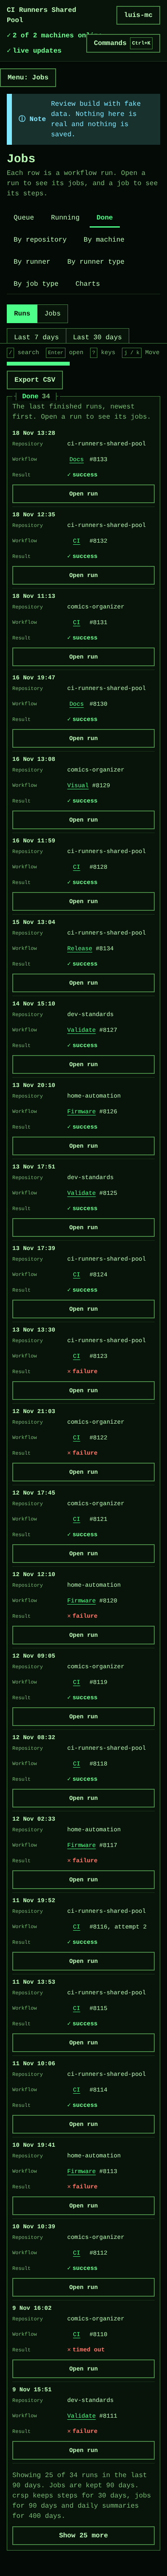 CI Runners Shared
Pool
luis-mc
✓ 2 of 2 machines
✓ live updates
Commands Ctrl+K
Menu: Jobs
ⓘ Note
Review build with fake
data. Nothing here is
real and nothing is
saved.
Jobs
Each row is a workflow run. Open a
run to see its jobs, and a job to see
its steps.
Queue Running Done
By repository By machine
By runner By runner type
By job type Charts
Runs Jobs
Last 7 days Last 30 days
/ search Enter open ? keys j / k Move
Export CSV
Done 34
The last finished runs, newest
first. Open a run to see its jobs.
18 Nov 13:28
Repository ci-runners-shared-pool
Workflow Docs #8133
Result ✓ success
Open run
18 Nov 12:35
Repository ci-runners-shared-pool
Workflow CI #8132
Result ✓ success
Open run
18 Nov 11:13
Repository comics-organizer
Workflow CI #8131
Result ✓ success
Open run
16 Nov 19:47
Repository ci-runners-shared-pool
Workflow Docs #8130
Result ✓ success
Open run
16 Nov 13:08
Repository comics-organizer
Workflow Visual #8129
Result ✓ success
Open run
16 Nov 11:59
Repository ci-runners-shared-pool
Workflow CI #8128
Result ✓ success
Open run
15 Nov 13:04
Repository ci-runners-shared-pool
Workflow Release #8134
Result ✓ success
Open run
14 Nov 15:10
Repository dev-standards
Workflow Validate #8127
Result ✓ success
Open run
13 Nov 20:10
Repository home-automation
Workflow Firmware #8126
Result ✓ success
Open run
13 Nov 17:51
Repository dev-standards
Workflow Validate #8125
Result ✓ success
Open run
13 Nov 17:39
Repository ci-runners-shared-pool
Workflow CI #8124
Result ✓ success
Open run
13 Nov 13:30
Repository ci-runners-shared-pool
Workflow CI #8123
Result × failure
Open run
12 Nov 21:03
Repository comics-organizer
Workflow CI #8122
Result × failure
Open run
12 Nov 17:45
Repository comics-organizer
Workflow CI #8121
Result ✓ success
Open run
12 Nov 12:10
Repository home-automation
Workflow Firmware #8120
Result × failure
Open run
12 Nov 09:05
Repository comics-organizer
Workflow CI #8119
Result ✓ success
Open run
12 Nov 08:32
Repository ci-runners-shared-pool
Workflow CI #8118
Result ✓ success
Open run
12 Nov 02:33
Repository home-automation
Workflow Firmware #8117
Result × failure
Open run
11 Nov 19:52
Repository ci-runners-shared-pool
Workflow CI #8116, attempt 2
Result ✓ success
Open run
11 Nov 13:53
Repository ci-runners-shared-pool
Workflow CI #8115
Result ✓ success
Open run
11 Nov 10:06
Repository ci-runners-shared-pool
Workflow CI #8114
Result ✓ success
Open run
10 Nov 19:41
Repository home-automation
Workflow Firmware #8113
Result × failure
Open run
10 Nov 10:39
Repository comics-organizer
Workflow CI #8112
Result ✓ success
Open run
9 Nov 16:02
Repository comics-organizer
Workflow CI #8110
Result × timed out
Open run
9 Nov 15:51
Repository dev-standards
Workflow Validate #8111
Result × failure
Open run
Showing 25 of 34 runs in the last
90 days. Jobs are kept 90 days.
crsp keeps steps for 30 days, jobs
for 90 days and daily summaries
for 400 days.
Show 25 more